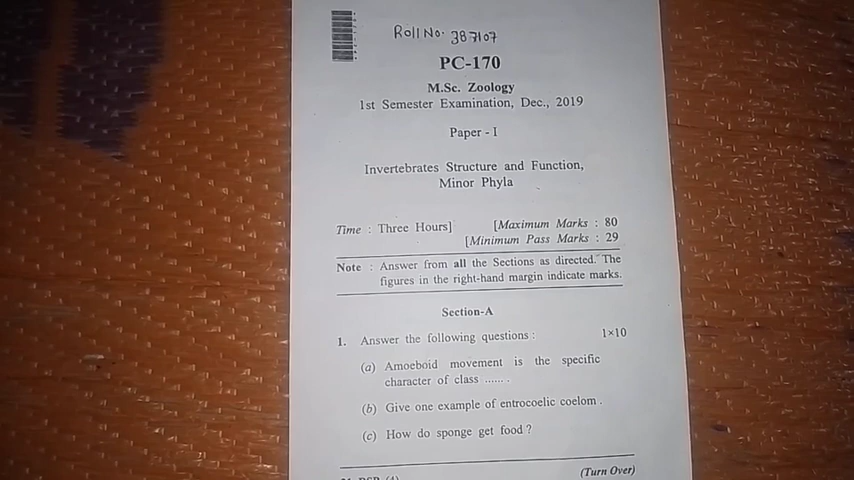 Roll No. 387107
PC-170
M.Sc. Zoology
1st Semester Examination, Dec., 2019
Paper - I
Invertebrates Structure and Function,
Minor Phyla
Time : Three Hours] [Maximum Marks : 80
[Minimum Pass Marks : 29
Note : Answer from all the Sections as directed. The
figures in the right-hand margin indicate marks.
Section-A
1. Answer the following questions : 1×10
(a) Amoeboid movement is the specific
character of class ...... .
(b) Give one example of entrocoelic coelom .
(c) How do sponge get food ?
(Turn Over)